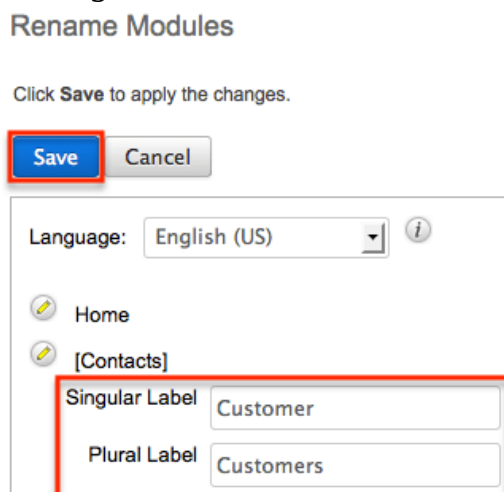 Rename Modules
Click Save to apply the changes.
Save Cancel
Language: English (US) i
Home
[Contacts]
Singular Label Customer
Plural Label Customers